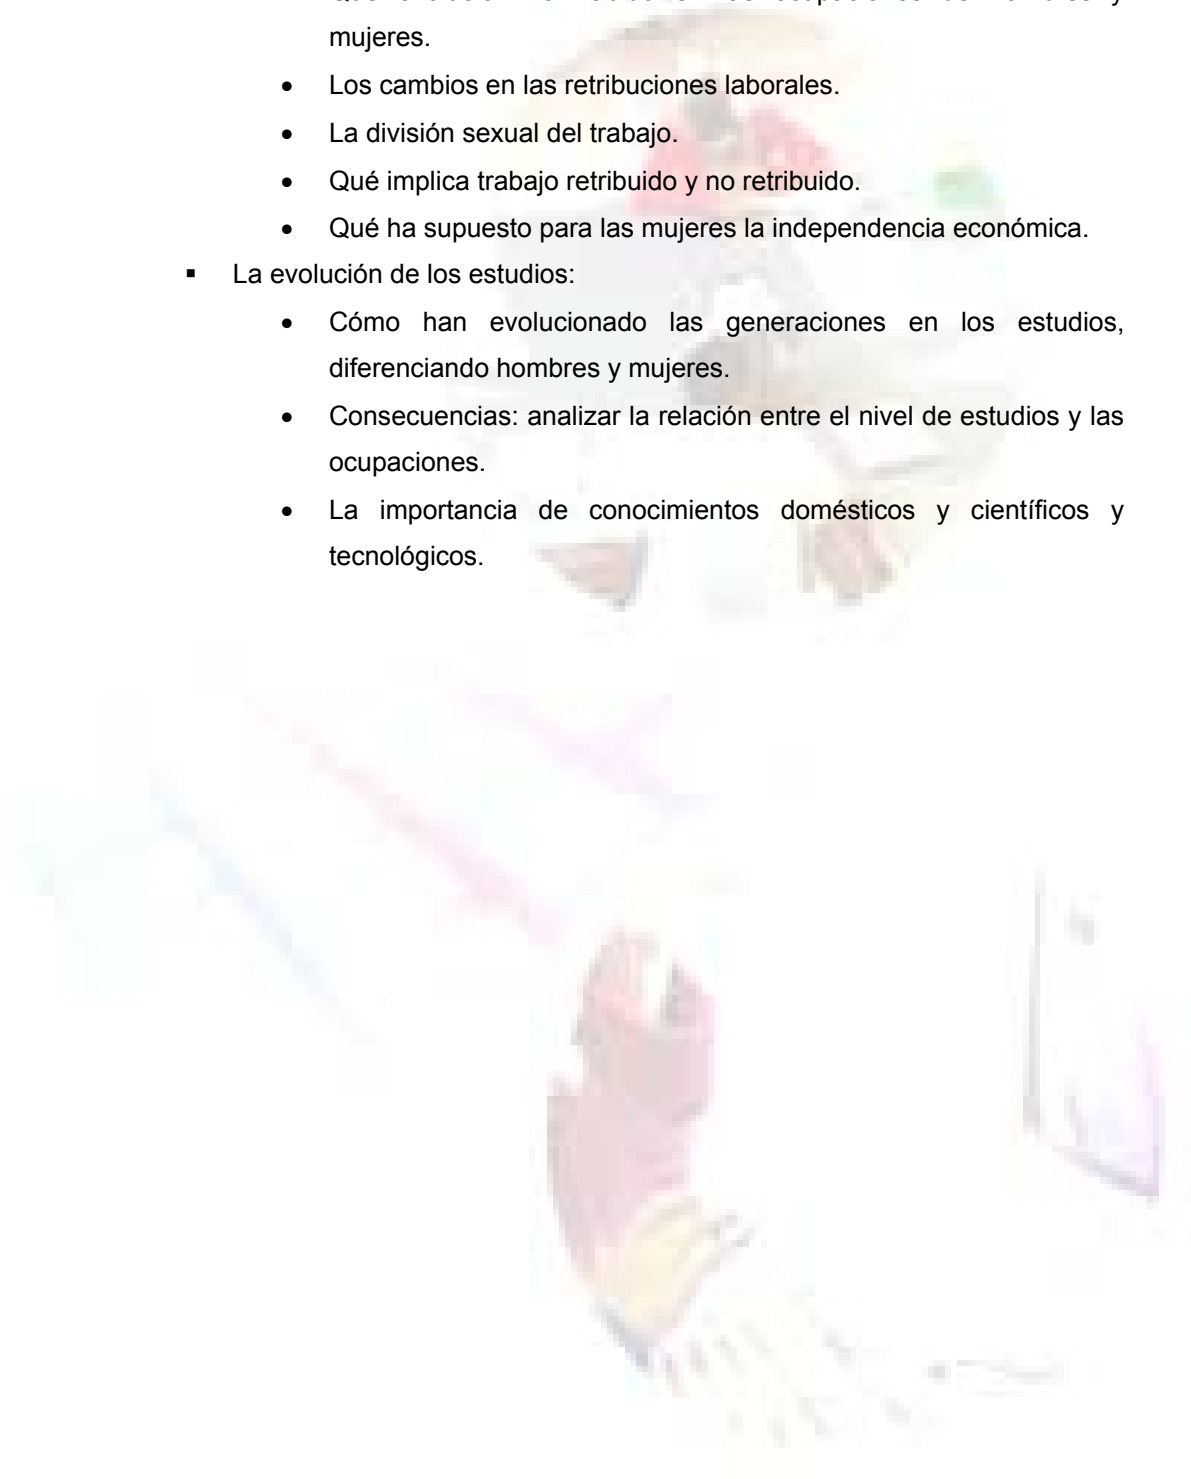 mujeres.
• Los cambios en las retribuciones laborales.
• La división sexual del trabajo.
• Qué implica trabajo retribuido y no retribuido.
• Qué ha supuesto para las mujeres la independencia económica.
▪ La evolución de los estudios:
• Cómo han evolucionado las generaciones en los estudios,
diferenciando hombres y mujeres.
• Consecuencias: analizar la relación entre el nivel de estudios y las
ocupaciones.
• La importancia de conocimientos domésticos y científicos y
tecnológicos.